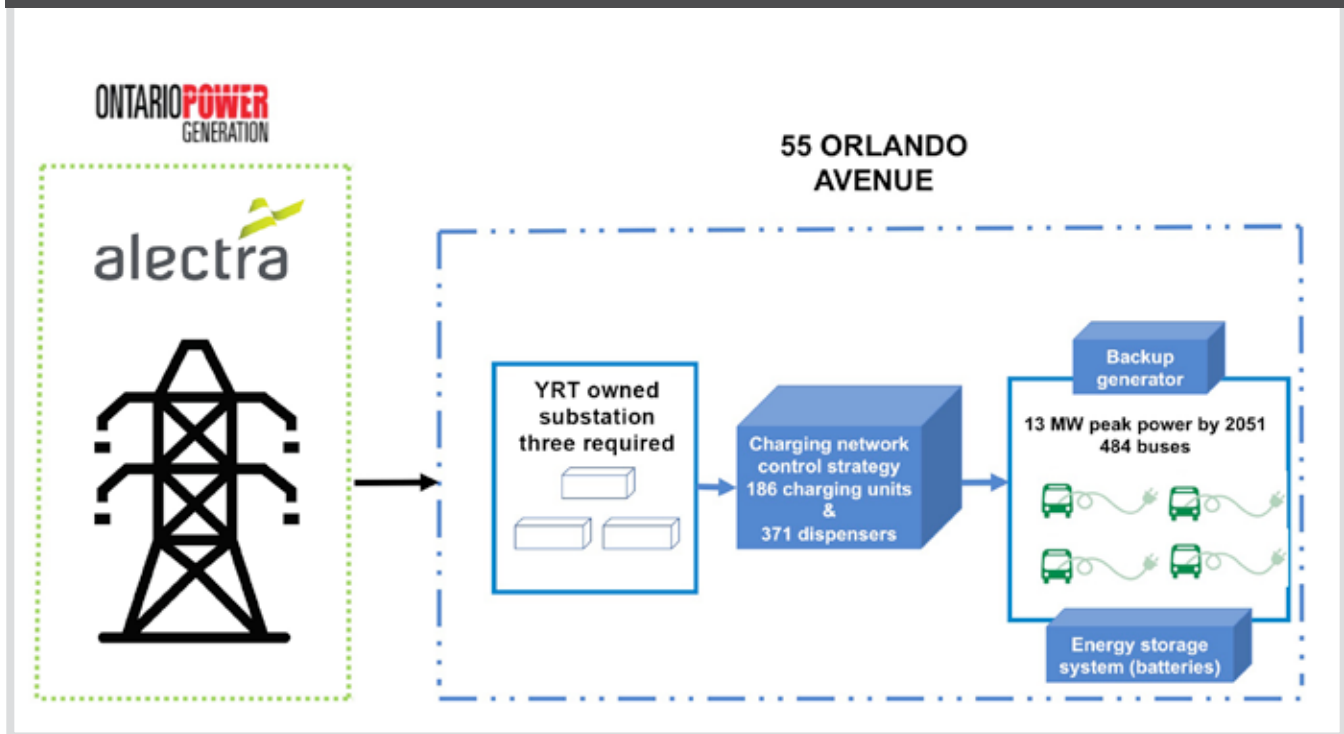 ONTARIOPOWER
GENERATION
alectra
55 ORLANDO
AVENUE
YRT owned
substation
three required
Charging network
control strategy
186 charging units
&
371 dispensers
Backup
generator
13 MW peak power by 2051
484 buses
Energy storage
system (batteries)